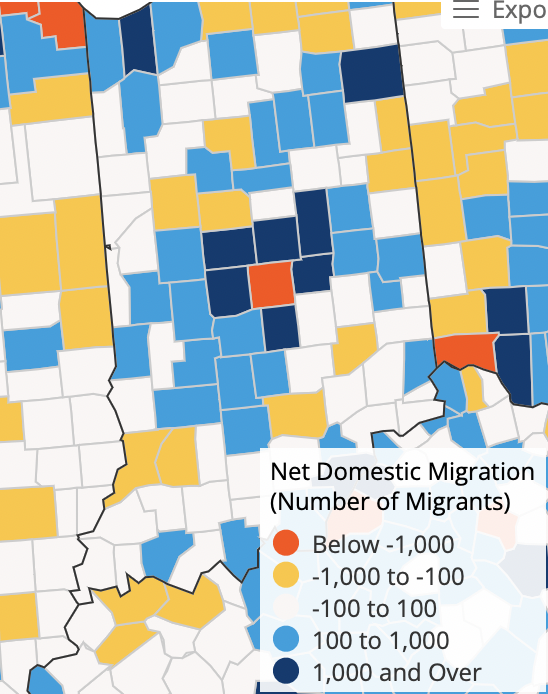 Expo
Net Domestic Migration
(Number of Migrants)
Below -1,000
-1,000 to -100
-100 to 100
100 to 1,000
1,000 and Over